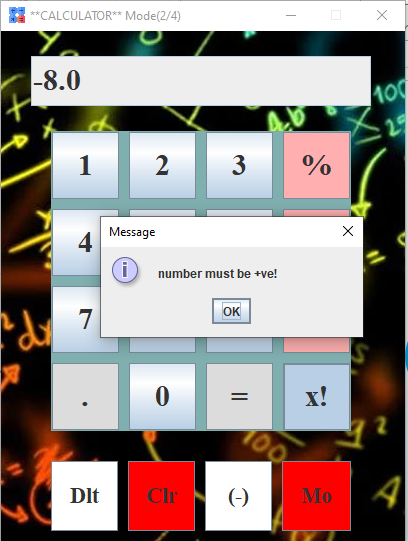 **CALCULATOR** Mode(2/4)
-8.0
1 2 3 %
4
Message
number must be +ve!
OK
7
. 0 = x!
Dlt Clr (-) Mo